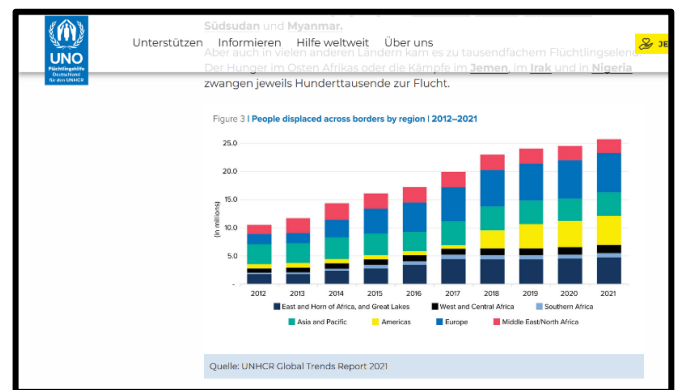 Südsudan und Myanmar.
UNO
Flüchtlingshilfe
Deutschland
für den UNHCR
Unterstützen Informieren Hilfe weltweit Über uns
JE
Aber auch in vielen anderen Ländern kam es zu tausendfachem Flüchtlingselend
Der Hunger im Osten Afrikas oder die Kämpfe im Jemen, im Irak und in Nigeria
zwangen jeweils Hunderttausende zur Flucht.
Figure 3 | People displaced across borders by region | 2012–2021
(in millions)
25.0
20.0
15.0
10.0
5.0
-
2012 2013 2014 2015 2016 2017 2018 2019 2020 2021
East and Horn of Africa, and Great Lakes West and Central Africa Southern Africa
Asia and Pacific Americas Europe Middle East/North Africa
Quelle: UNHCR Global Trends Report 2021